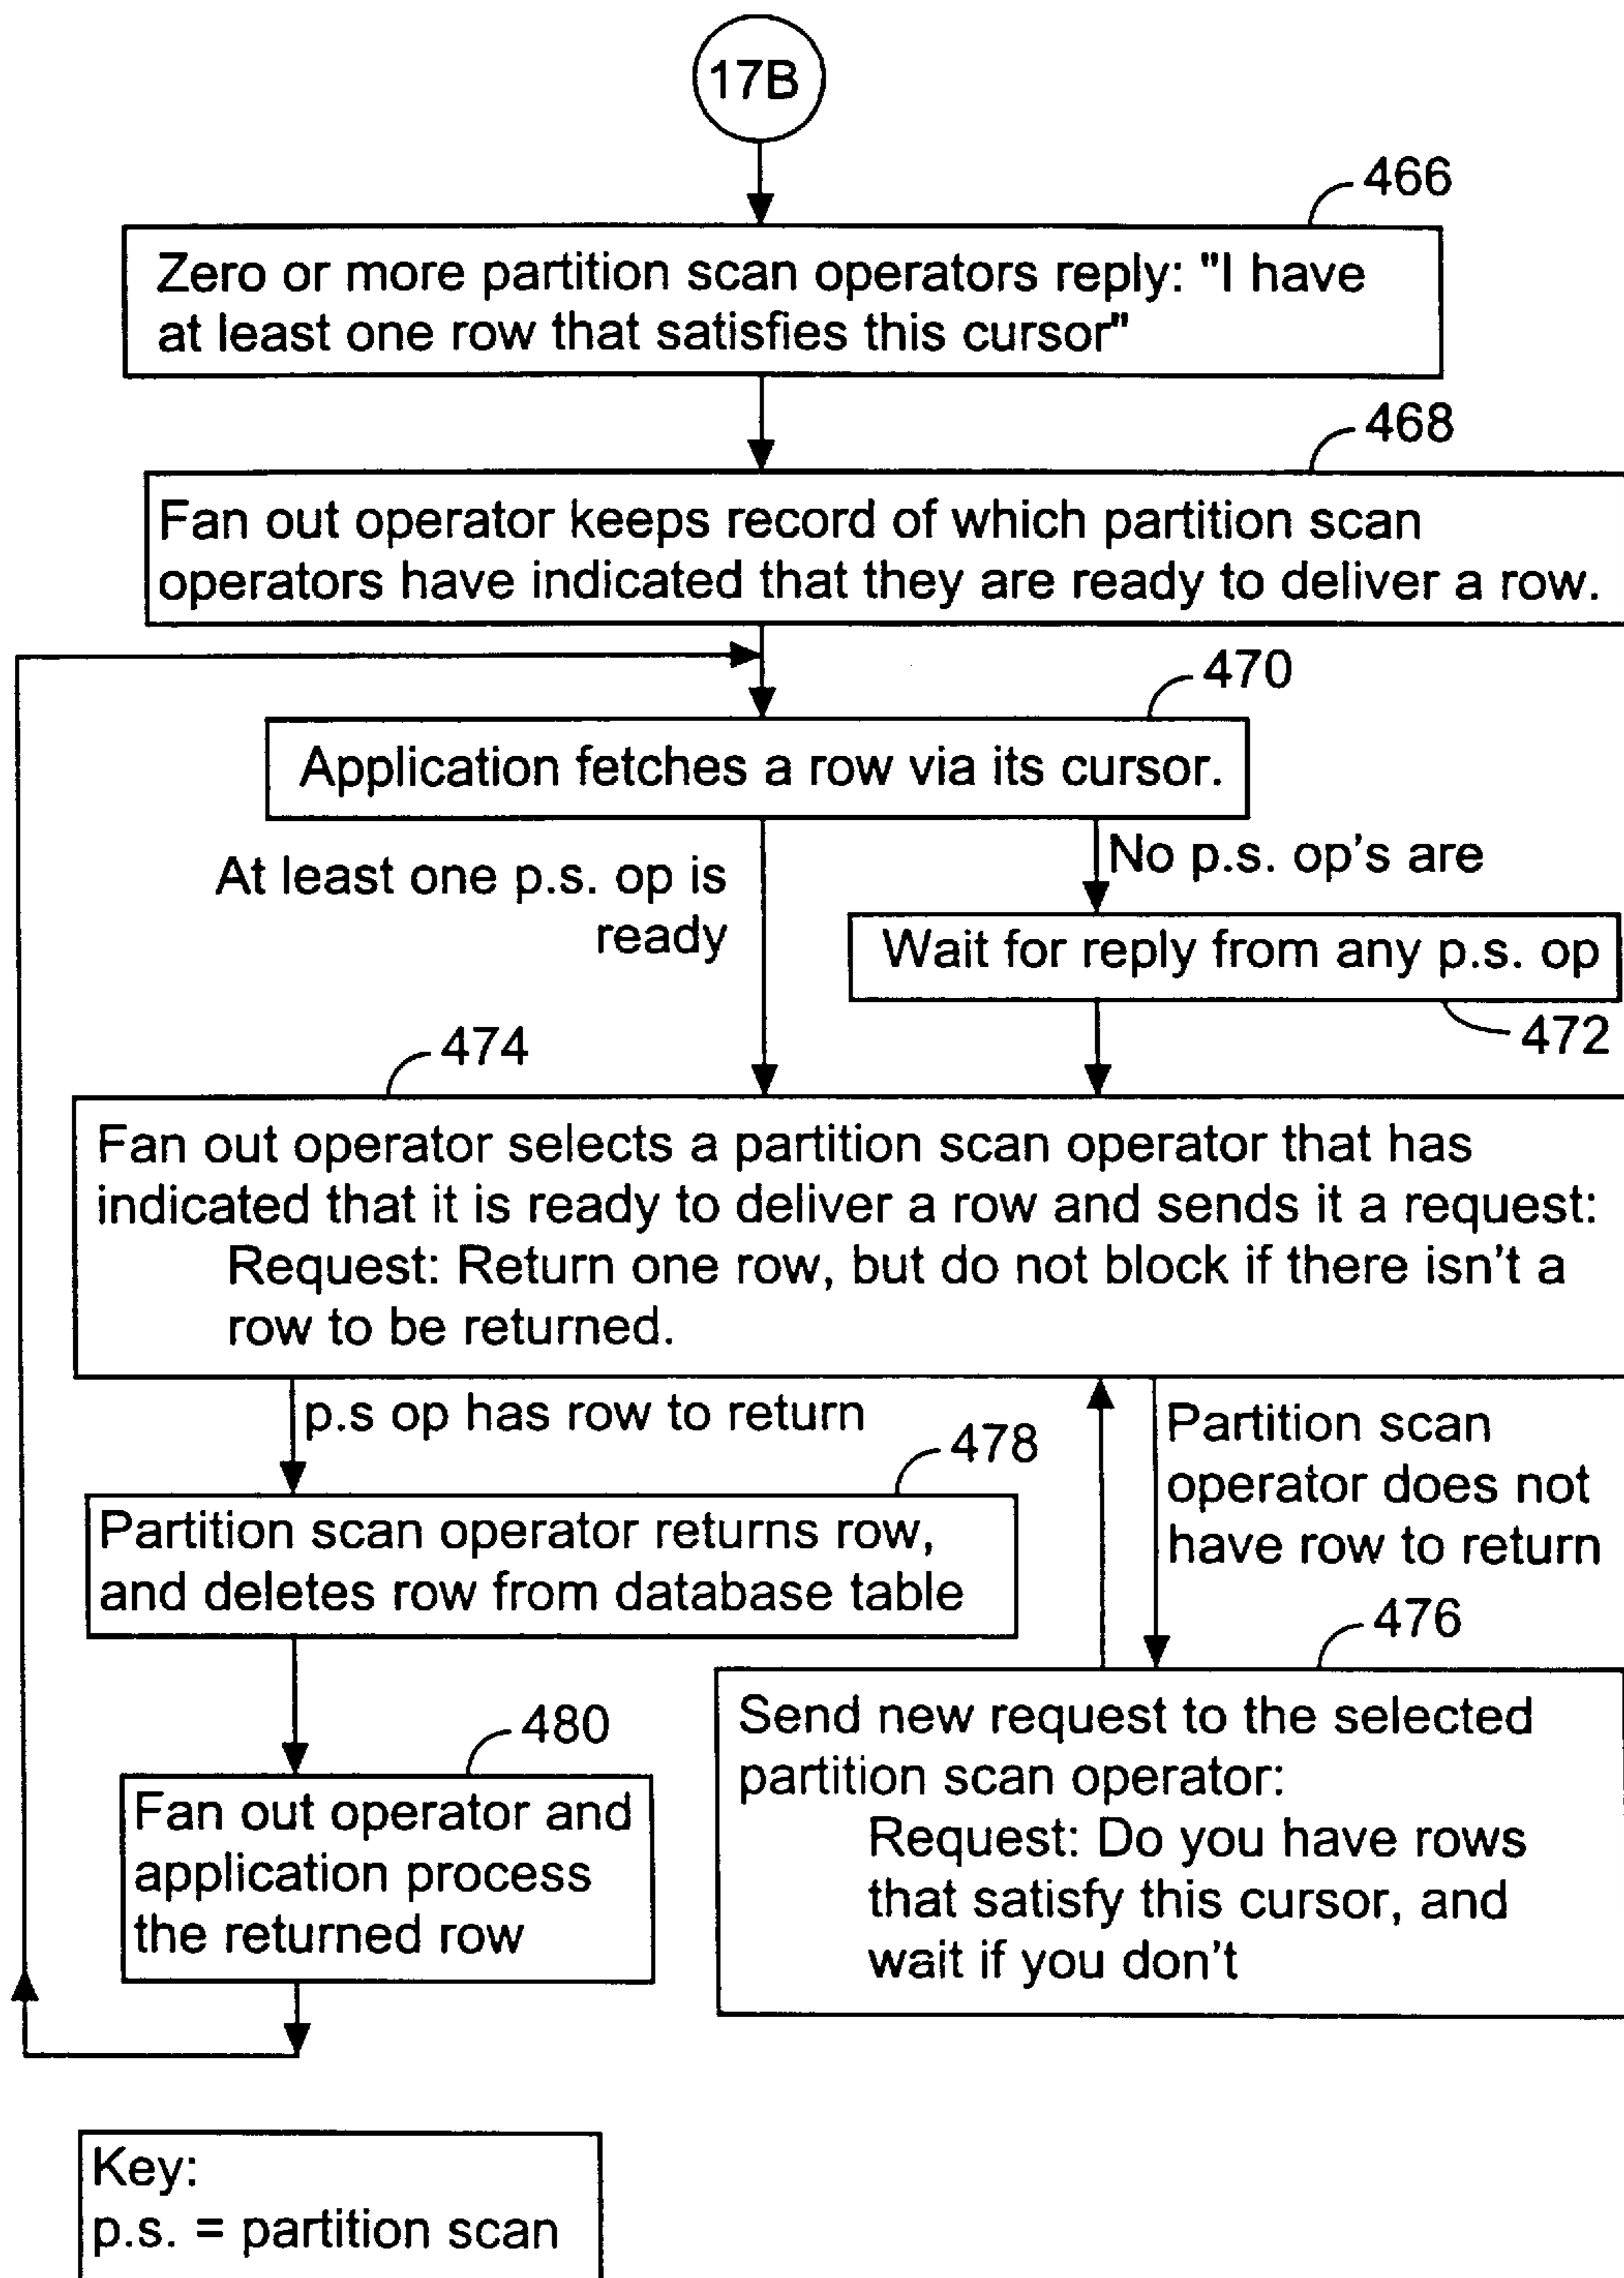 17B
466
Zero or more partition scan operators reply: "I have
at least one row that satisfies this cursor"
468
Fan out operator keeps record of which partition scan
operators have indicated that they are ready to deliver a row.
470
Application fetches a row via its cursor.
At least one p.s. op is
ready
No p.s. op's are
Wait for reply from any p.s. op
472
474
Fan out operator selects a partition scan operator that has
indicated that it is ready to deliver a row and sends it a request:
Request: Return one row, but do not block if there isn't a
row to be returned.
p.s op has row to return
Partition scan
operator does not
have row to return
478
Partition scan operator returns row,
and deletes row from database table
476
Send new request to the selected
partition scan operator:
Request: Do you have rows
that satisfy this cursor, and
wait if you don't
480
Fan out operator and
application process
the returned row
Key:
p.s. = partition scan